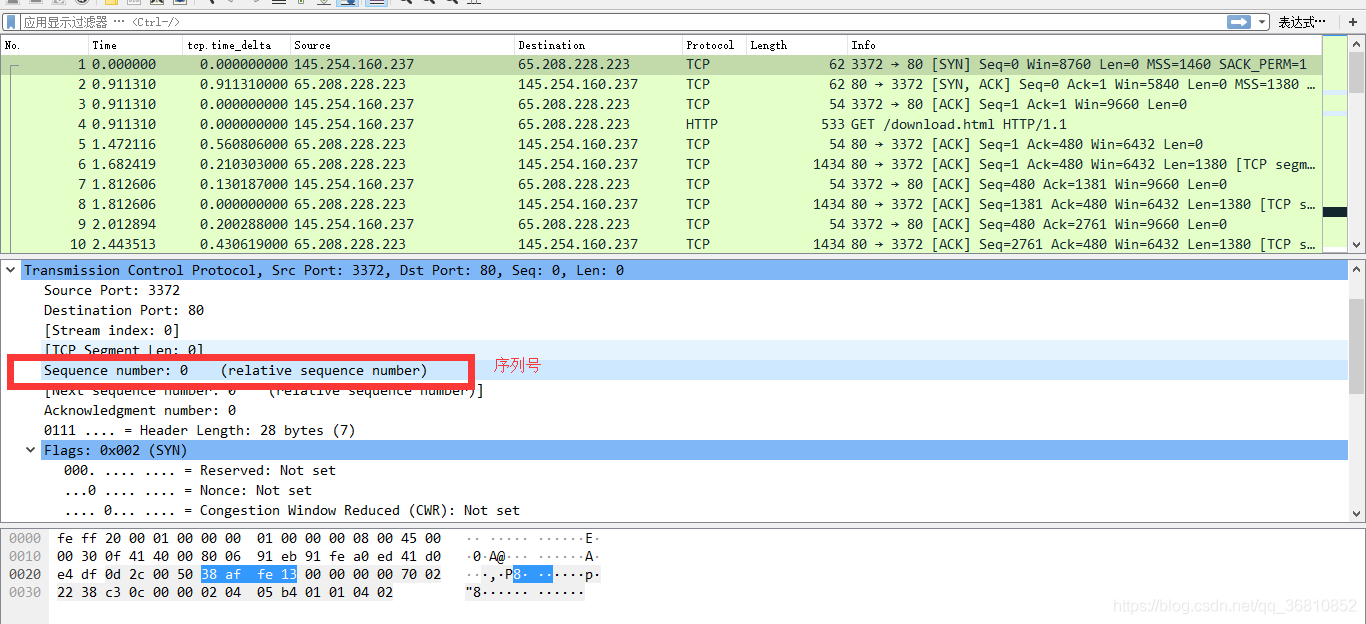 应用显示过滤器 ⋯ <Ctrl-/> 表达式⋯ +
No. Time tcp.time_delta Source Destination Protocol Length Info
1 0.000000 0.000000000 145.254.160.237 65.208.228.223 TCP 62 3372 → 80 [SYN] Seq=0 Win=8760 Len=0 MSS=1460 SACK_PERM=1
2 0.911310 0.911310000 65.208.228.223 145.254.160.237 TCP 62 80 → 3372 [SYN, ACK] Seq=0 Ack=1 Win=5840 Len=0 MSS=1380 …
3 0.911310 0.000000000 145.254.160.237 65.208.228.223 TCP 54 3372 → 80 [ACK] Seq=1 Ack=1 Win=9660 Len=0
4 0.911310 0.000000000 145.254.160.237 65.208.228.223 HTTP 533 GET /download.html HTTP/1.1
5 1.472116 0.560806000 65.208.228.223 145.254.160.237 TCP 54 80 → 3372 [ACK] Seq=1 Ack=480 Win=6432 Len=0
6 1.682419 0.210303000 65.208.228.223 145.254.160.237 TCP 1434 80 → 3372 [ACK] Seq=1 Ack=480 Win=6432 Len=1380 [TCP segm…
7 1.812606 0.130187000 145.254.160.237 65.208.228.223 TCP 54 3372 → 80 [ACK] Seq=480 Ack=1381 Win=9660 Len=0
8 1.812606 0.000000000 65.208.228.223 145.254.160.237 TCP 1434 80 → 3372 [ACK] Seq=1381 Ack=480 Win=6432 Len=1380 [TCP s…
9 2.012894 0.200288000 145.254.160.237 65.208.228.223 TCP 54 3372 → 80 [ACK] Seq=480 Ack=2761 Win=9660 Len=0
10 2.443513 0.430619000 65.208.228.223 145.254.160.237 TCP 1434 80 → 3372 [ACK] Seq=2761 Ack=480 Win=6432 Len=1380 [TCP s…
Transmission Control Protocol, Src Port: 3372, Dst Port: 80, Seq: 0, Len: 0
Source Port: 3372
Destination Port: 80
[Stream index: 0]
[TCP Segment Len: 0]
Sequence number: 0 (relative sequence number) 序列号
[Next sequence number: 0 (relative sequence number)]
Acknowledgment number: 0
0111 .... = Header Length: 28 bytes (7)
Flags: 0x002 (SYN)
000. .... .... = Reserved: Not set
...0 .... .... = Nonce: Not set
.... 0... .... = Congestion Window Reduced (CWR): Not set
0000 fe ff 20 00 01 00 00 00 01 00 00 00 08 00 45 00 ·· ····· ······E·
0010 00 30 0f 41 40 00 80 06 91 eb 91 fe a0 ed 41 d0 ·0·A@··· ······A·
0020 e4 df 0d 2c 00 50 38 af fe 13 00 00 00 00 70 02 ···,·P8· ······p·
0030 22 38 c3 0c 00 00 02 04 05 b4 01 01 04 02 "8······ ······
https://blog.csdn.net/qq_36810852